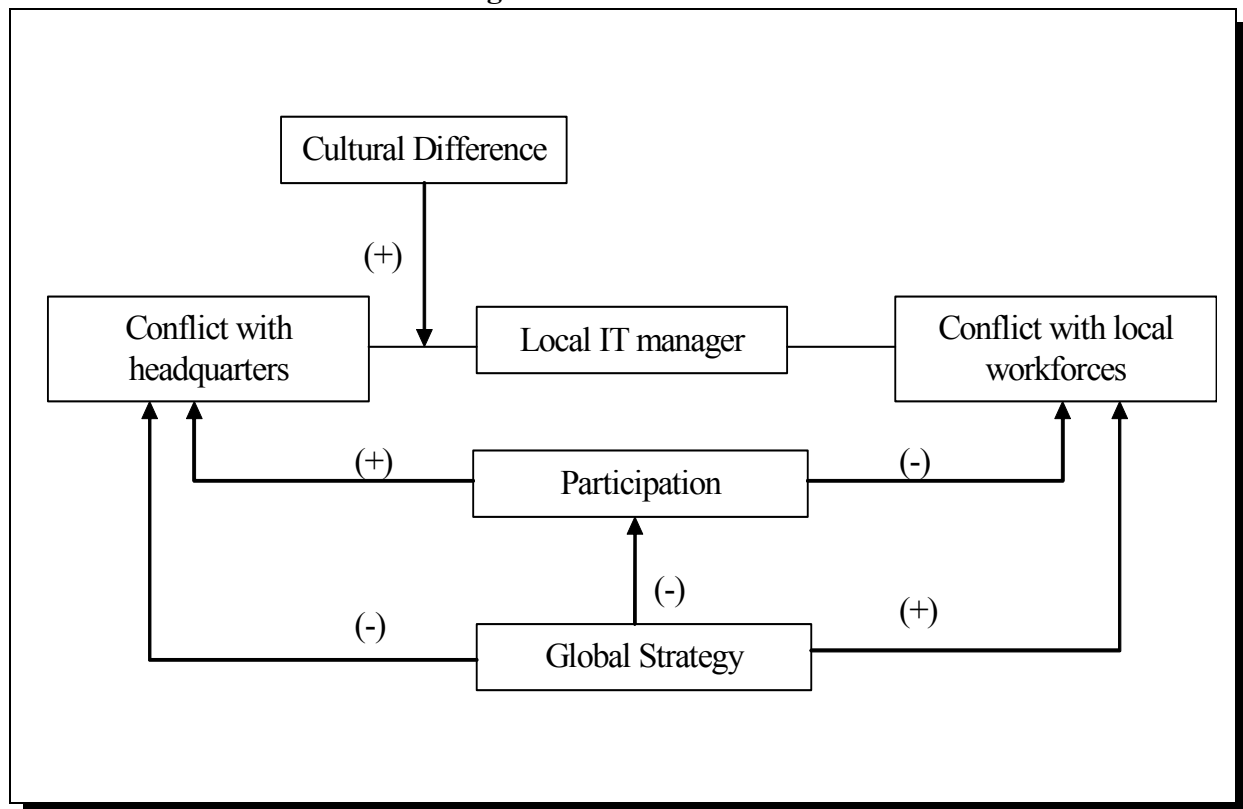 Cultural Difference
(+)
Conflict with
headquarters
Local IT manager
Conflict with local
workforces
(+)
Participation
(-)
(-)
(-)
Global Strategy
(+)